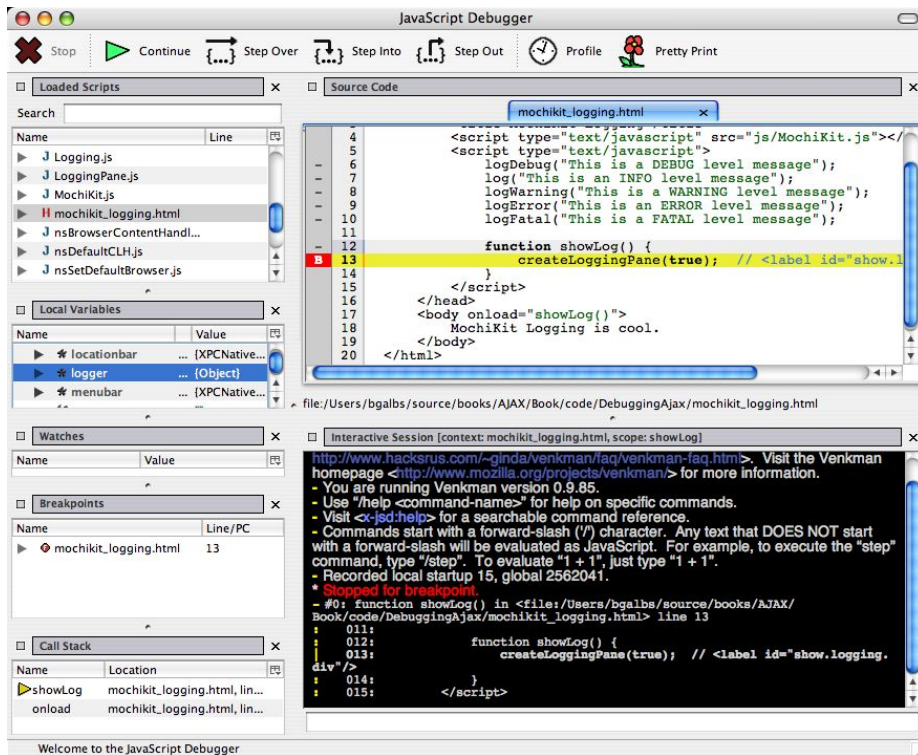 JavaScript Debugger
Stop Continue {...} Step Over {...} Step Into {...} Step Out Profile Pretty Print
Loaded Scripts
Search
Name Line
J Logging.js
J LoggingPane.js
J MochiKit.js
H mochikit_logging.html
J nsBrowserContentHandl...
J nsDefaultCLH.js
J nsSetDefaultBrowser.js
Local Variables
Name Value
locationbar ... {XPCNative...
logger ... {Object}
menubar ... {XPCNative...
Watches
Name Value
Breakpoints
Name Line/PC
mochikit_logging.html 13
Call Stack
Name Location
showLog mochikit_logging.html, lin...
onload mochikit_logging.html, lin...
Source Code
mochikit_logging.html x
4 <script type="text/javascript" src="js/MochiKit.js"></
5 <script type="text/javascript">
- 6 logDebug("This is a DEBUG level message");
- 7 log("This is an INFO level message");
- 8 logWarning("This is a WARNING level message");
- 9 logError("This is an ERROR level message");
- 10 logFatal("This is a FATAL level message");
11
- 12 function showLog() {
B 13 createLoggingPane(true); // <label id="show.l
14 }
15 </script>
16 </head>
17 <body onload="showLog()">
18 MochiKit Logging is cool.
19 </body>
20 </html>
file:/Users/bgalbs/source/books/AJAX/Book/code/DebuggingAjax/mochikit_logging.html
Interactive Session [context: mochikit_logging.html, scope: showLog]
http://www.hacksrus.com/~ginda/venkman/faq/venkman-faq.html>. Visit the Venkman
homepage <http://www.mozilla.org/projects/venkman/> for more information.
- You are running Venkman version 0.9.85.
- Use "/help <command-name>" for help on specific commands.
- Visit <x-jsd:help> for a searchable command reference.
- Commands start with a forward-slash ('/') character. Any text that DOES NOT start
with a forward-slash will be evaluated as JavaScript. For example, to execute the "step"
command, type "/step". To evaluate "1 + 1", just type "1 + 1".
- Recorded local startup 15, global 2562041.
* Stopped for breakpoint.
- #0: function showLog() in <file:/Users/bgalbs/source/books/AJAX/
Book/code/DebuggingAjax/mochikit_logging.html> line 13
: 011:
: 012: function showLog() {
| 013: createLoggingPane(true); // <label id="show.logging.
div"/>
: 014: }
: 015: </script>
Welcome to the JavaScript Debugger